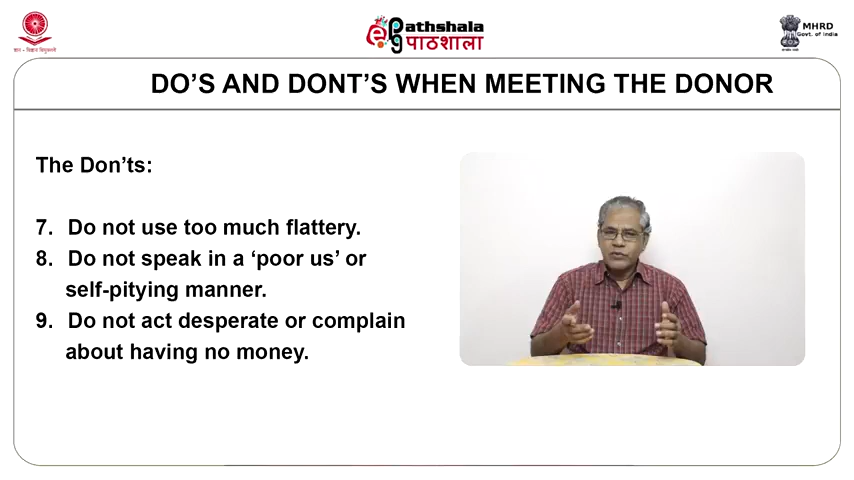 ePathshala
पाठशाला
MHRD
Govt. of India
DO’S AND DONT’S WHEN MEETING THE DONOR
The Don’ts:
7. Do not use too much flattery.
8. Do not speak in a ‘poor us’ or
self-pitying manner.
9. Do not act desperate or complain
about having no money.